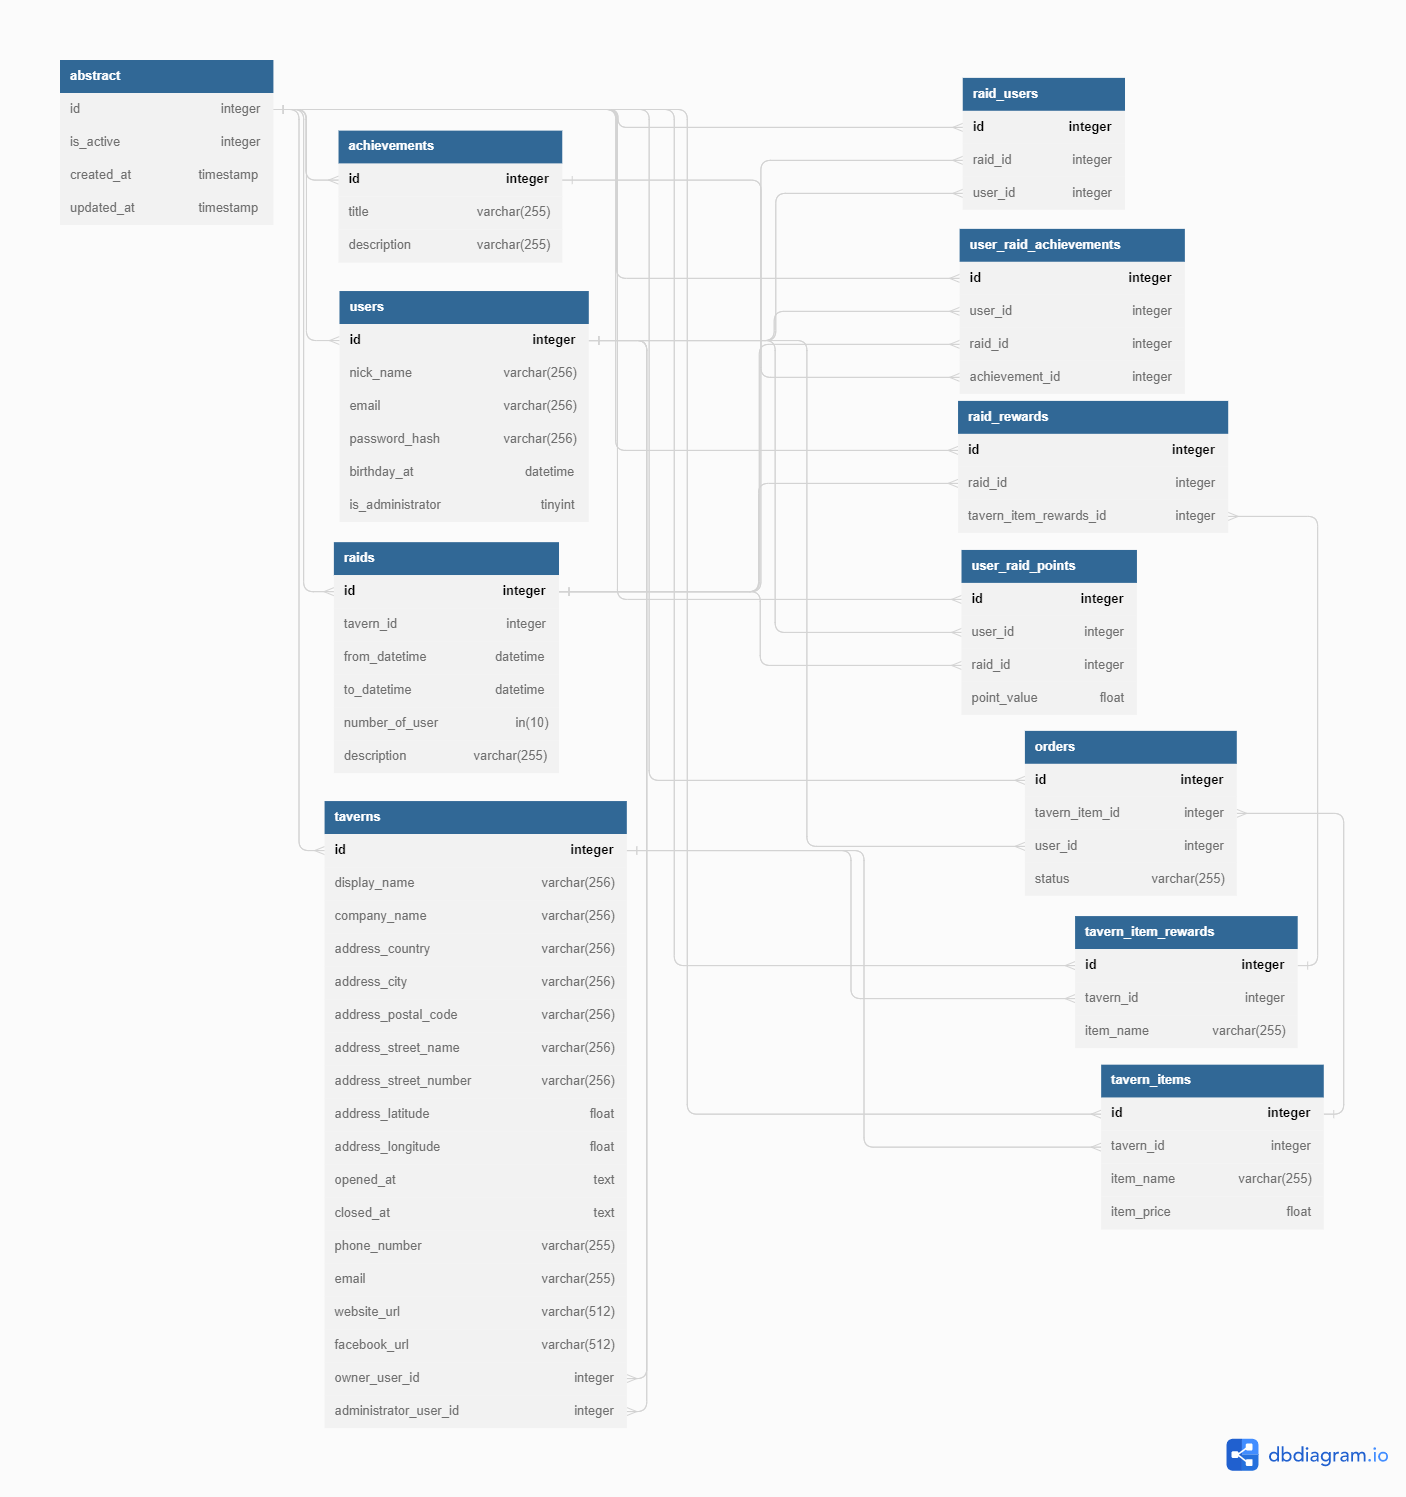 abstract
id integer
is_active integer
created_at timestamp
updated_at timestamp
achievements
id integer
title varchar(255)
description varchar(255)
users
id integer
nick_name varchar(256)
email varchar(256)
password_hash varchar(256)
birthday_at datetime
is_administrator tinyint
raids
id integer
tavern_id integer
from_datetime datetime
to_datetime datetime
number_of_user in(10)
description varchar(255)
taverns
id integer
display_name varchar(256)
company_name varchar(256)
address_country varchar(256)
address_city varchar(256)
address_postal_code varchar(256)
address_street_name varchar(256)
address_street_number varchar(256)
address_latitude float
address_longitude float
opened_at text
closed_at text
phone_number varchar(255)
email varchar(255)
website_url varchar(512)
facebook_url varchar(512)
owner_user_id integer
administrator_user_id integer
raid_users
id integer
raid_id integer
user_id integer
user_raid_achievements
id integer
user_id integer
raid_id integer
achievement_id integer
raid_rewards
id integer
raid_id integer
tavern_item_rewards_id integer
user_raid_points
id integer
user_id integer
raid_id integer
point_value float
orders
id integer
tavern_item_id integer
user_id integer
status varchar(255)
tavern_item_rewards
id integer
tavern_id integer
item_name varchar(255)
tavern_items
id integer
tavern_id integer
item_name varchar(255)
item_price float
dbdiagram.io